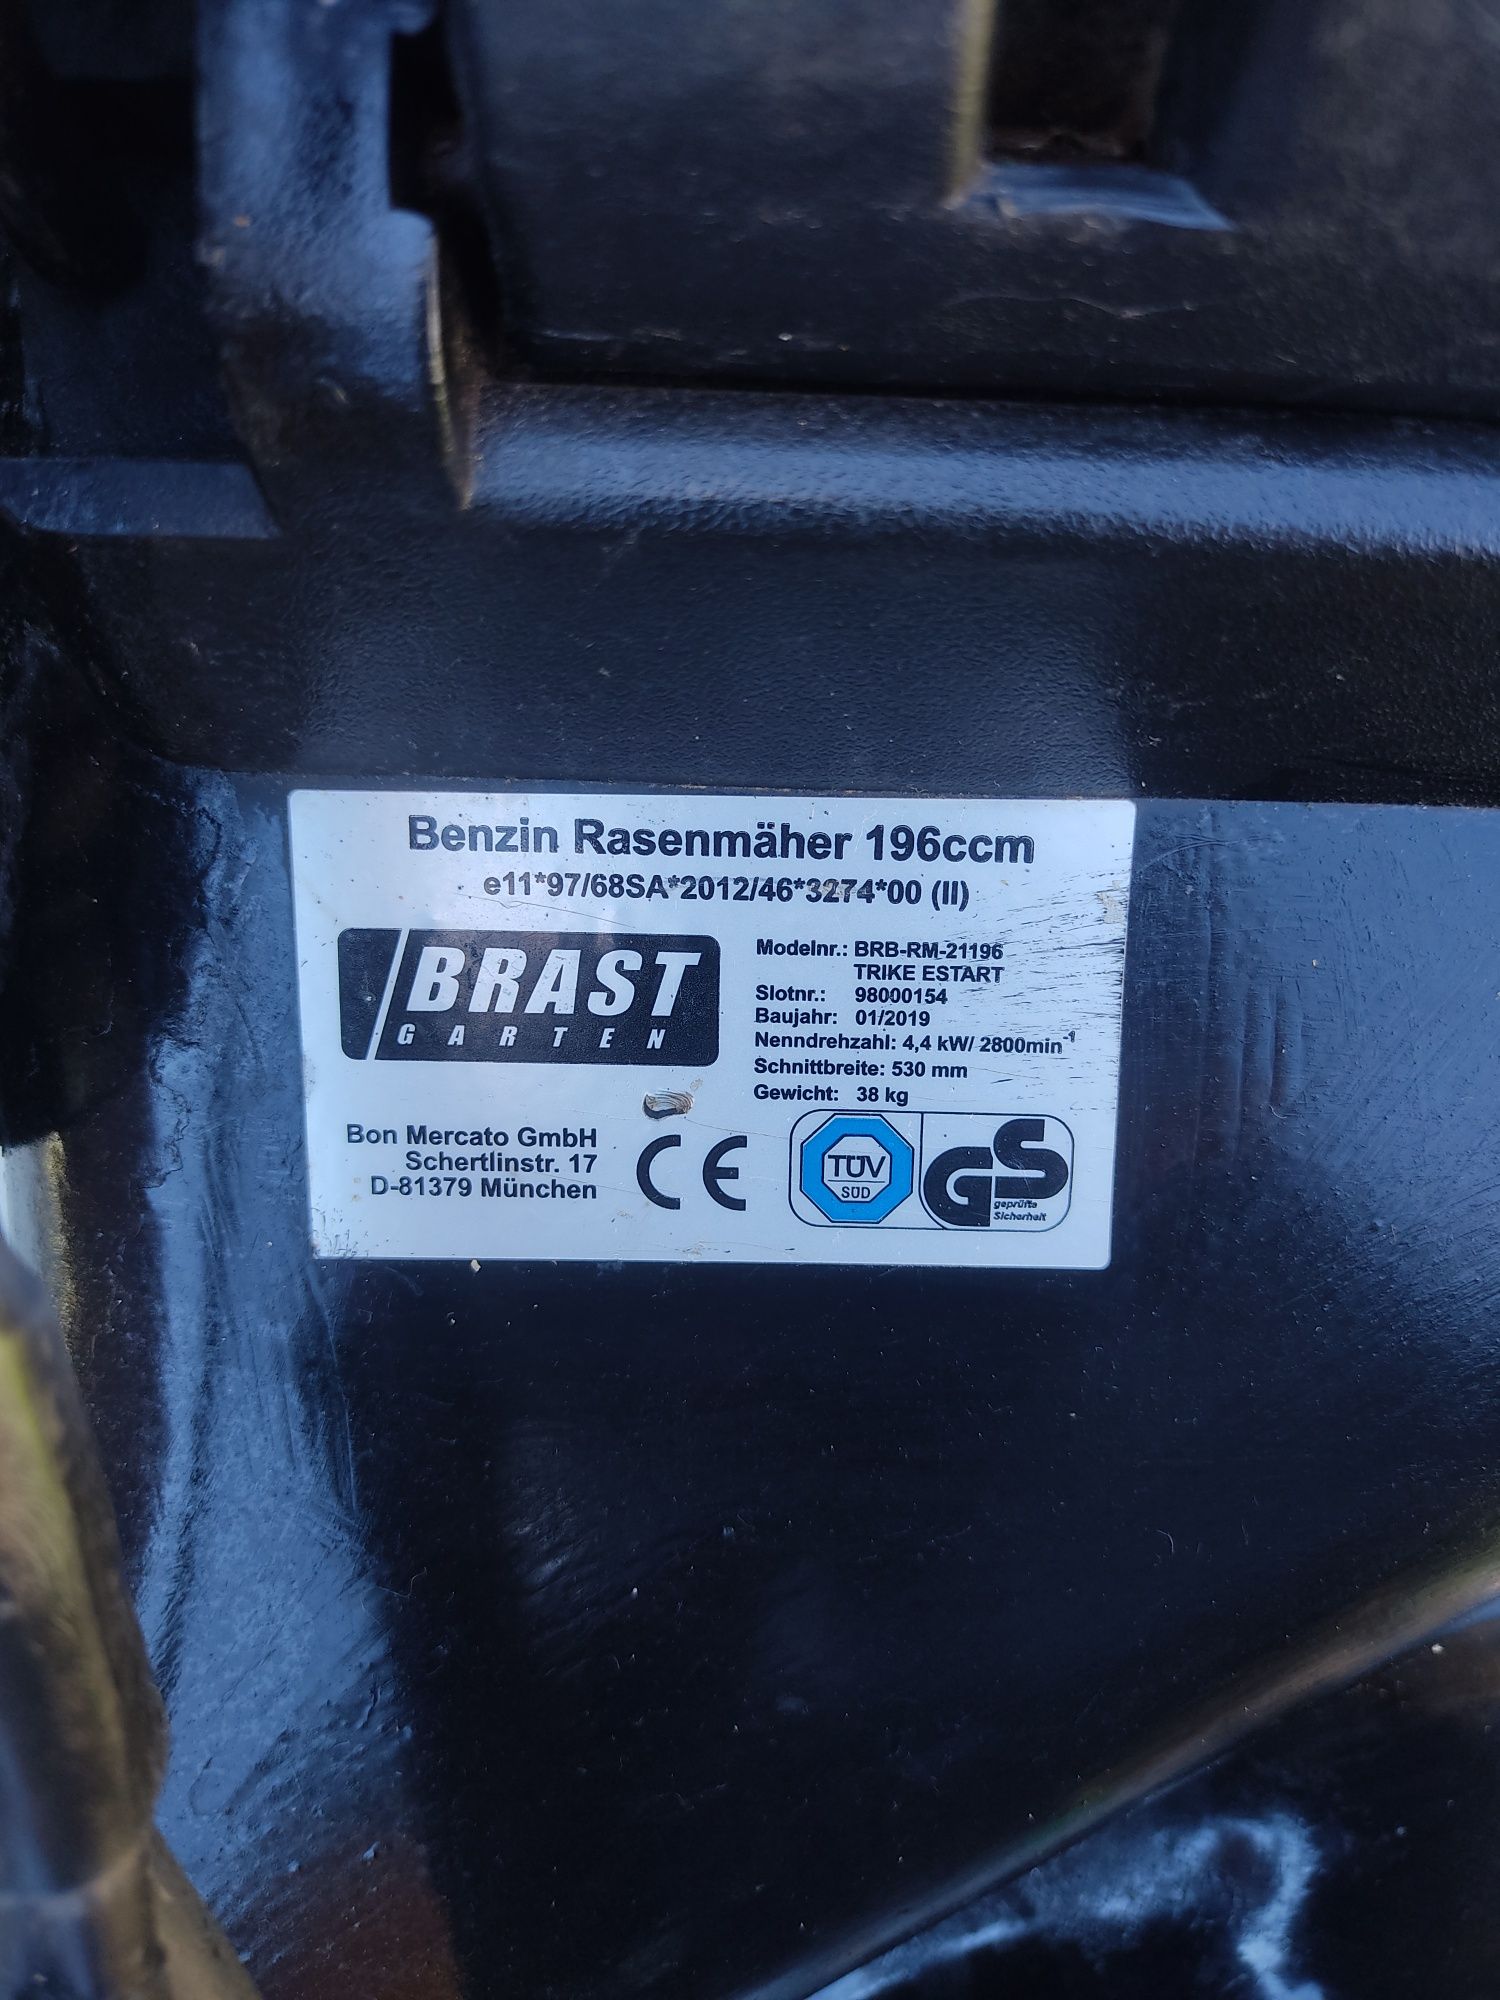 Benzin Rasenmäher 196ccm
e11*97/68SA*2012/46*3274*00 (II)
BRAST
GARTEN
Modelnr.: BRB-RM-21196
TRIKE ESTART
Slotnr.: 98000154
Baujahr: 01/2019
Nenndrehzahl: 4,4 kW/ 2800min⁻¹
Schnittbreite: 530 mm
Gewicht: 38 kg
Bon Mercato GmbH
Schertlinstr. 17
D-81379 München
CE
TÜV
SÜD
GS
geprüfte
Sicherheit